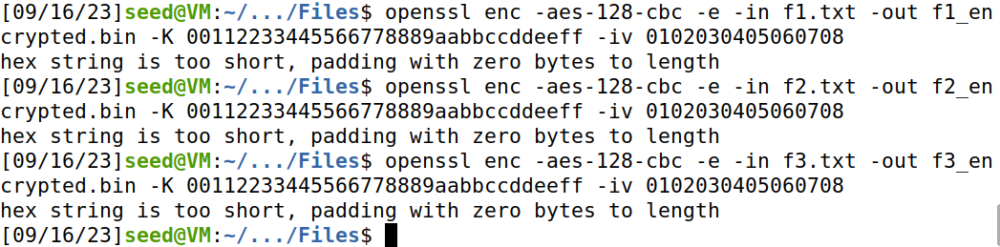 [09/16/23]seed@VM:~/.../Files$ openssl enc -aes-128-cbc -e -in f1.txt -out f1_en
crypted.bin -K 00112233445566778889aabbccddeeff -iv 0102030405060708
hex string is too short, padding with zero bytes to length
[09/16/23]seed@VM:~/.../Files$ openssl enc -aes-128-cbc -e -in f2.txt -out f2_en
crypted.bin -K 00112233445566778889aabbccddeeff -iv 0102030405060708
hex string is too short, padding with zero bytes to length
[09/16/23]seed@VM:~/.../Files$ openssl enc -aes-128-cbc -e -in f3.txt -out f3_en
crypted.bin -K 00112233445566778889aabbccddeeff -iv 0102030405060708
hex string is too short, padding with zero bytes to length
[09/16/23]seed@VM:~/.../Files$